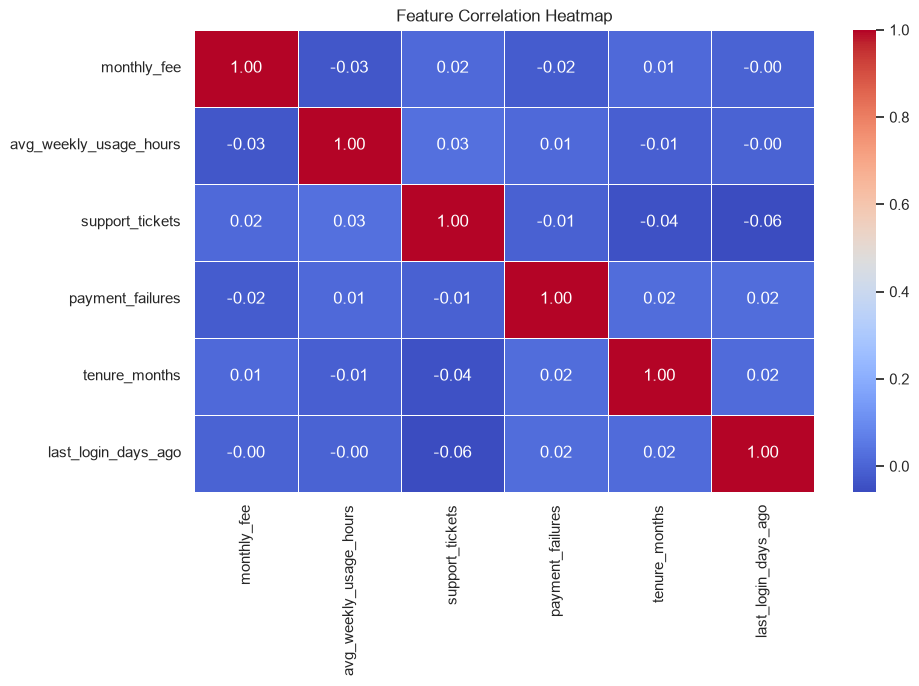 Feature Correlation Heatmap
monthly_fee 1.00 -0.03 0.02 -0.02 0.01 -0.00
avg_weekly_usage_hours -0.03 1.00 0.03 0.01 -0.01 -0.00
support_tickets 0.02 0.03 1.00 -0.01 -0.04 -0.06
payment_failures -0.02 0.01 -0.01 1.00 0.02 0.02
tenure_months 0.01 -0.01 -0.04 0.02 1.00 0.02
last_login_days_ago -0.00 -0.00 -0.06 0.02 0.02 1.00
monthly_fee
avg_weekly_usage_hours
support_tickets
payment_failures
tenure_months
last_login_days_ago
1.0
0.8
0.6
0.4
0.2
0.0